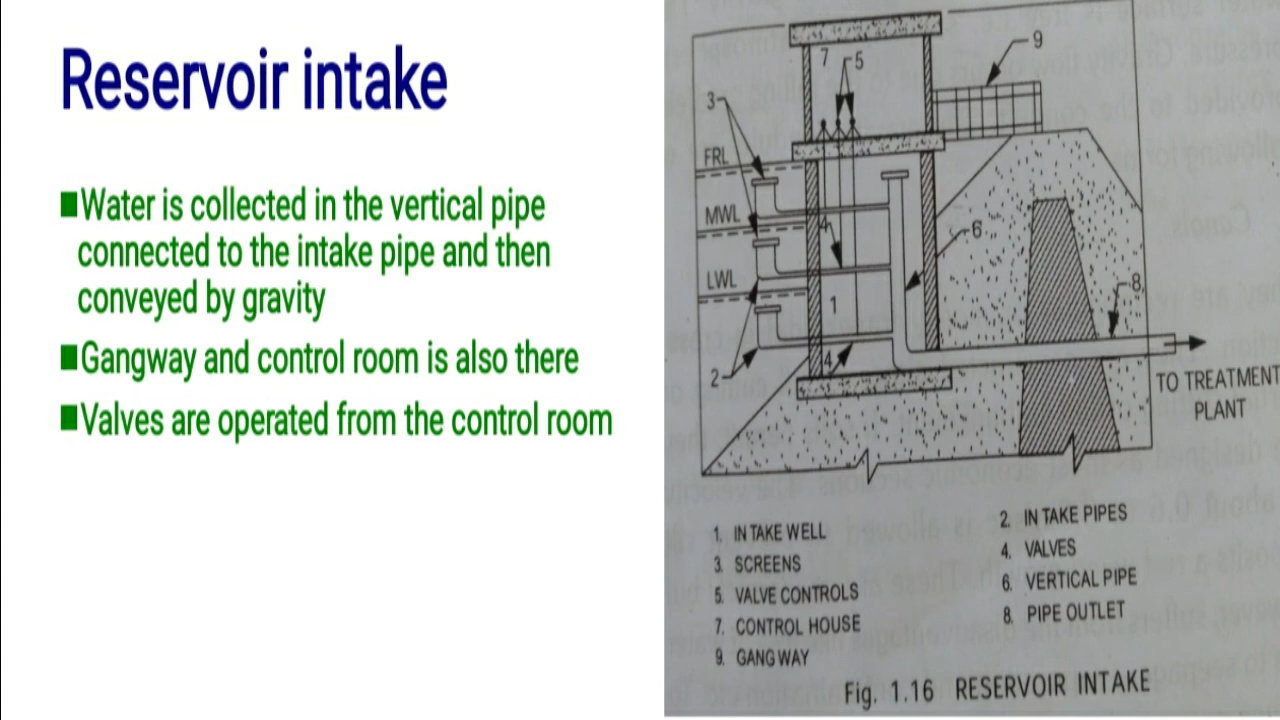 Reservoir intake
■Water is collected in the vertical pipe
connected to the intake pipe and then
conveyed by gravity
■Gangway and control room is also there
■Valves are operated from the control room
7
5
9
3
FRL
MWL
4
6
LWL
1
8
2
4
TO TREATMENT
PLANT
1. IN TAKE WELL
2. IN TAKE PIPES
3. SCREENS
4. VALVES
5. VALVE CONTROLS
6. VERTICAL PIPE
7. CONTROL HOUSE
8. PIPE OUTLET
9. GANG WAY
Fig. 1.16 RESERVOIR INTAKE